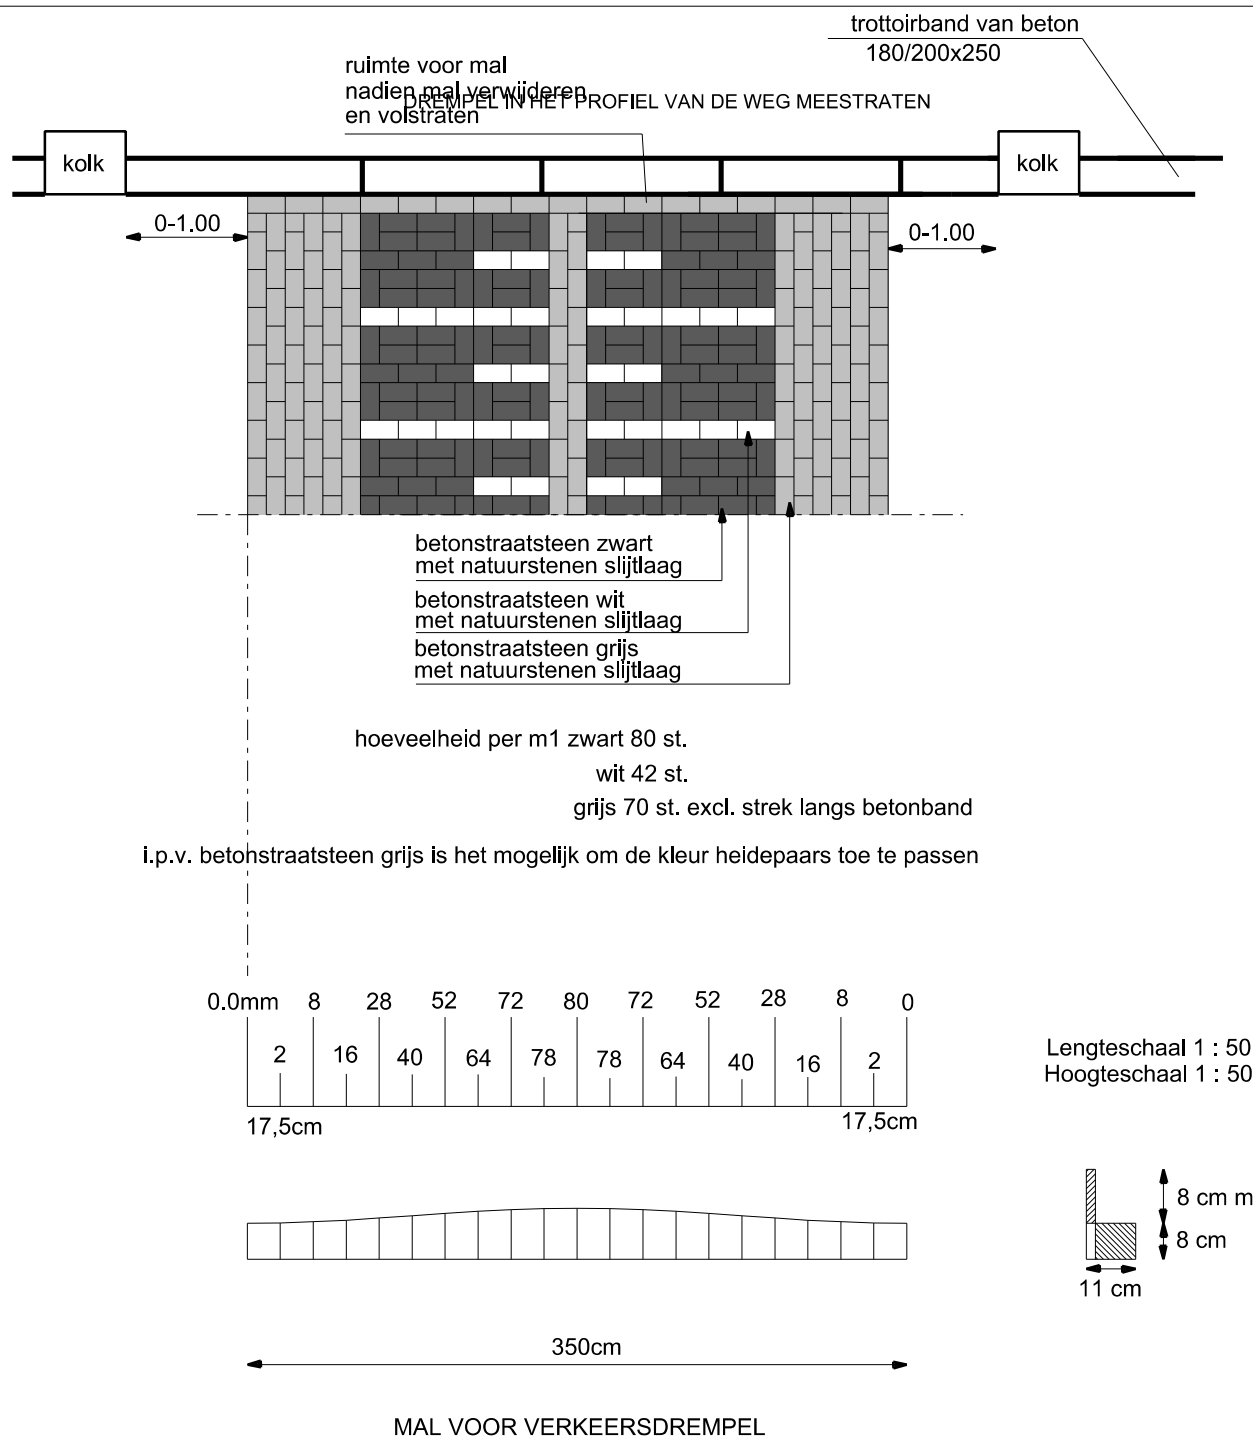 trottoirband van beton
180/200x250
ruimte voor mal
nadien mal verwijderen
en volstraten
DREMPEL IN HET PROFIEL VAN DE WEG MEESTRATEN
kolk
kolk
0-1.00
0-1.00
betonstraatsteen zwart
met natuurstenen slijtlaag
betonstraatsteen wit
met natuurstenen slijtlaag
betonstraatsteen grijs
met natuurstenen slijtlaag
hoeveelheid per m1 zwart 80 st.
wit 42 st.
grijs 70 st. excl. strek langs betonband
i.p.v. betonstraatsteen grijs is het mogelijk om de kleur heidepaars toe te passen
0.0mm 8 28 52 72 80 72 52 28 8 0
2 16 40 64 78 78 64 40 16 2
17,5cm 17,5cm
Lengteschaal 1 : 50
Hoogteschaal 1 : 50
8 cm m
8 cm
11 cm
350cm
MAL VOOR VERKEERSDREMPEL